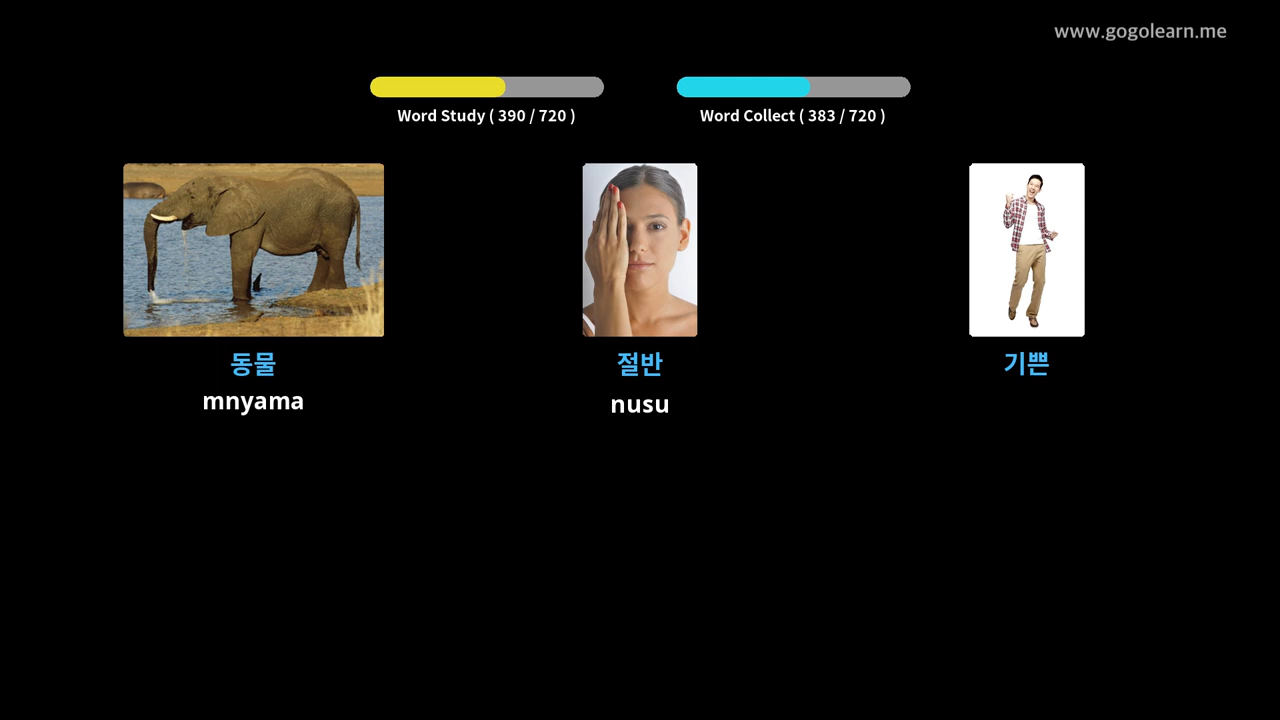 www.gogolearn.me
Word Study ( 390 / 720 )
Word Collect ( 383 / 720 )
동물
mnyama
절반
nusu
기쁜